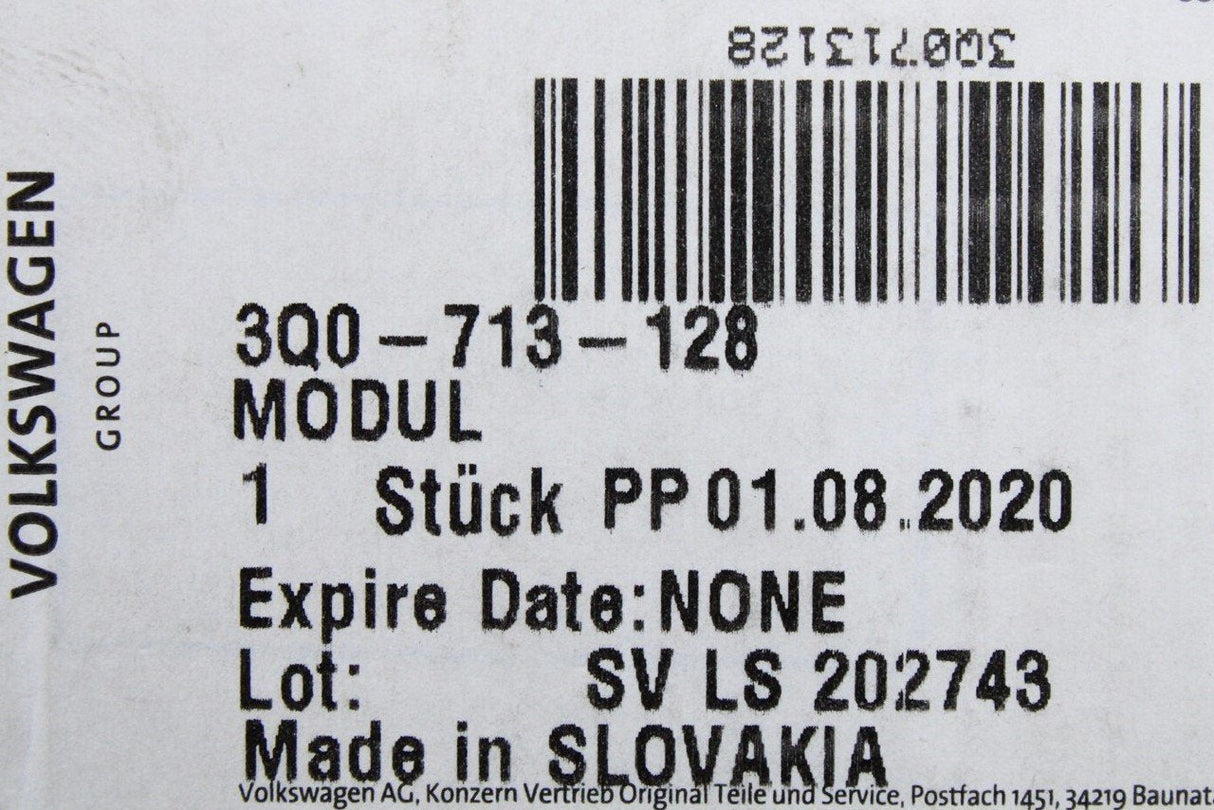 3Q0713128
VOLKSWAGEN
GROUP
3Q0-713-128
MODUL
1 Stück PP 01.08.2020
Expire Date:NONE
Lot: SV LS 202743
Made in SLOVAKIA
Volkswagen AG, Konzern Vertrieb Original Teile und Service, Postfach 1451, 34219 Baunat